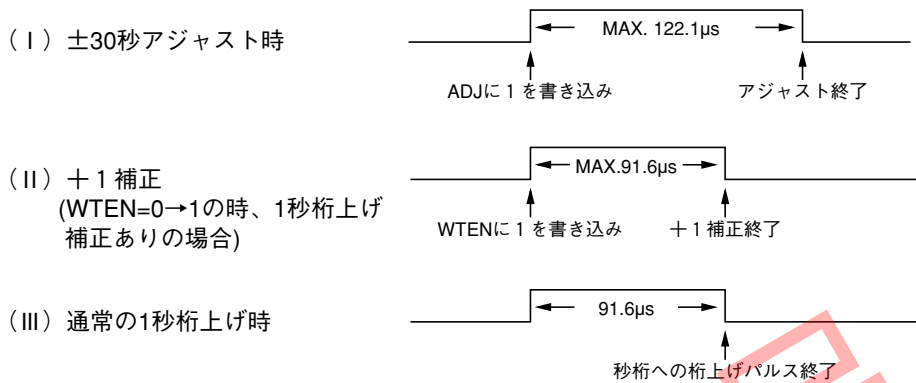 （Ⅰ）±30秒アジャスト時
MAX. 122.1µs
ADJに１を書き込み
アジャスト終了
（Ⅱ）＋１補正
(WTEN=0→1の時、1秒桁上げ
補正ありの場合)
MAX.91.6µs
WTENに１を書き込み
＋１補正終了
（Ⅲ）通常の1秒桁上げ時
91.6µs
秒桁への桁上げパルス終了